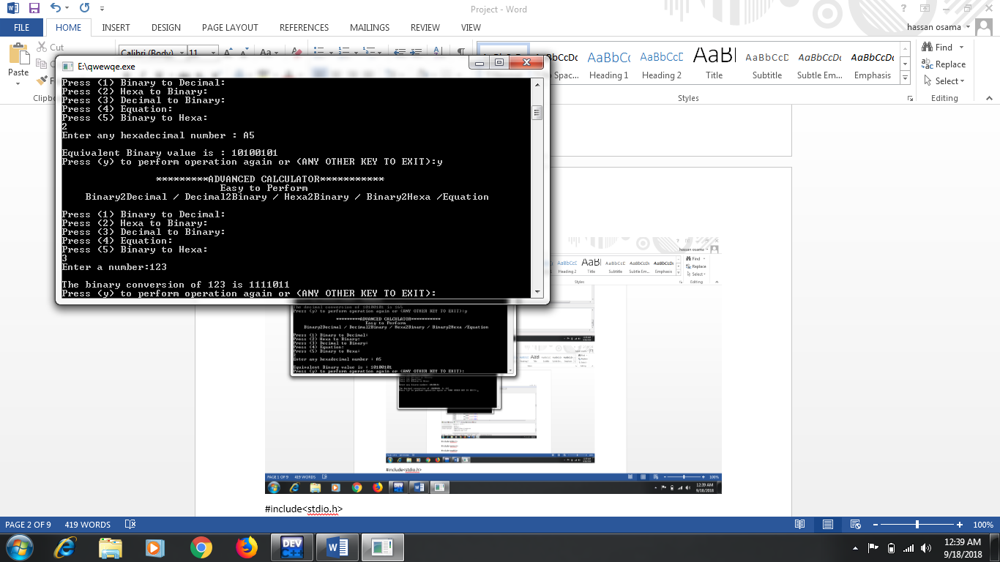 Project - Word
FILE HOME INSERT DESIGN PAGE LAYOUT REFERENCES MAILINGS REVIEW VIEW
hassan osama
Cut
Calibri (Body) 11
Paste
Find
Replace
Select
Heading 1 Heading 2 Title Subtitle Subtle Em... Emphasis
Styles Editing
E:\qwewqe.exe
Press (1) Binary to Decimal:
Press (2) Hexa to Binary:
Press (3) Decimal to Binary:
Press (4) Equation:
Press (5) Binary to Hexa:
2
Enter any hexadecimal number : A5
Equivalent Binary value is : 10100101
Press (y) to perform operation again or (ANY OTHER KEY TO EXIT):y
*********ADVANCED CALCULATOR***********
Easy to Perform
Binary2Decimal / Decimal2Binary / Hexa2Binary / Binary2Hexa /Equation
Press (1) Binary to Decimal:
Press (2) Hexa to Binary:
Press (3) Decimal to Binary:
Press (4) Equation:
Press (5) Binary to Hexa:
3
Enter a number:123
The binary conversion of 123 is 1111011
Press (y) to perform operation again or (ANY OTHER KEY TO EXIT):
hassan osama
Find
Replace
Select
Heading 1 Heading 2 Title Subtitle Subtle Em... Emphasis
Styles Editing
The decimal conversion of 10100101 is 165
Press (y) to perform operation again or (ANY OTHER KEY TO EXIT):y
*********ADVANCED CALCULATOR***********
Easy to Perform
Binary2Decimal / Decimal2Binary / Hexa2Binary / Binary2Hexa /Equation
Press (1) Binary to Decimal:
Press (2) Hexa to Binary:
Press (3) Decimal to Binary:
Press (4) Equation:
Press (5) Binary to Hexa:
2
Enter any hexadecimal number : A5
Equivalent Binary value is : 10100101
Press (y) to perform operation again or (ANY OTHER KEY TO EXIT):
#include<stdio.h>
PAGE 1 OF 9 419 WORDS 100%
12:39 AM
9/18/2018
#include<stdio.h>
PAGE 2 OF 9 419 WORDS 100%
DEV
C++
12:39 AM
9/18/2018